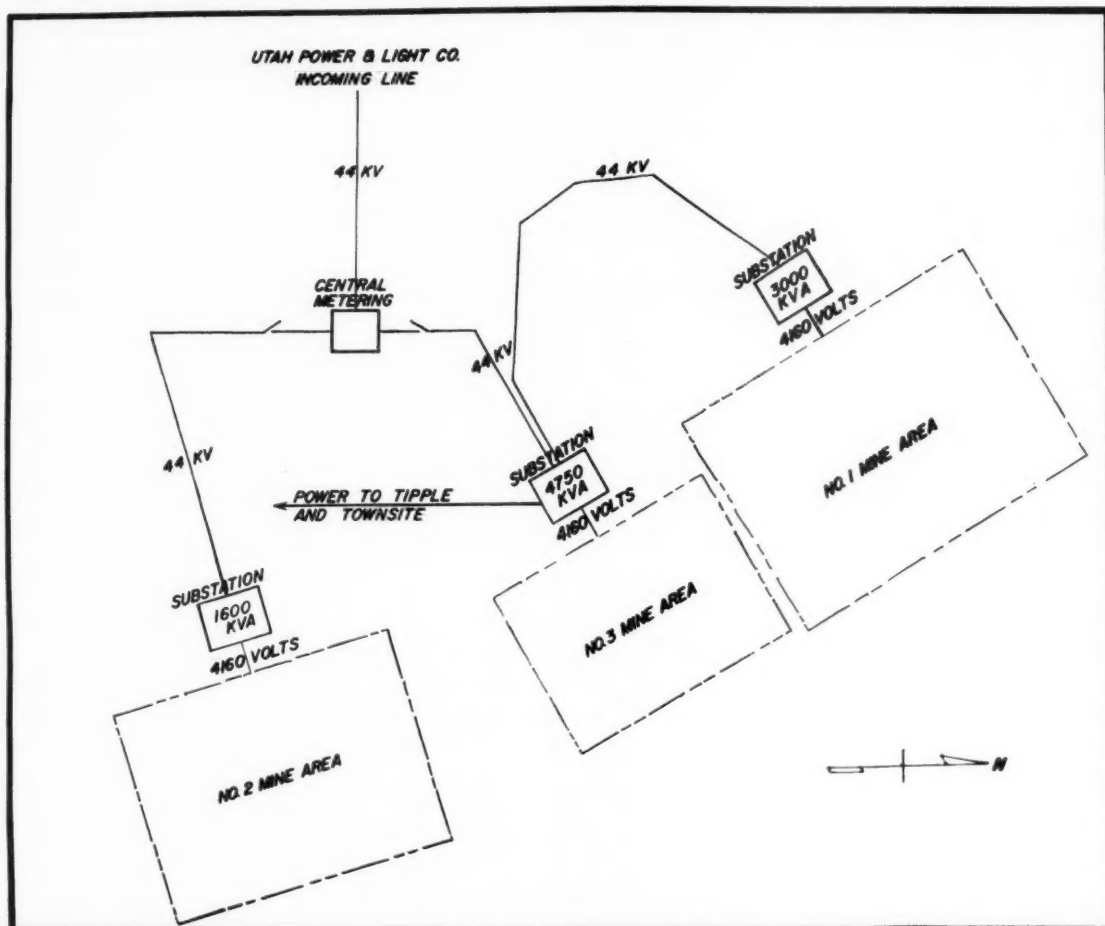 UTAH POWER & LIGHT CO.
INCOMING LINE
44 KV
44 KV
CENTRAL
METERING
SUBSTATION
3000
KVA
4160 VOLTS
44 KV
44 KV
NO. 1 MINE AREA
SUBSTATION
4750
KVA
4160 VOLTS
POWER TO TIPPLE
AND TOWNSITE
SUBSTATION
1600
KVA
4160 VOLTS
NO. 3 MINE AREA
NO. 2 MINE AREA
N